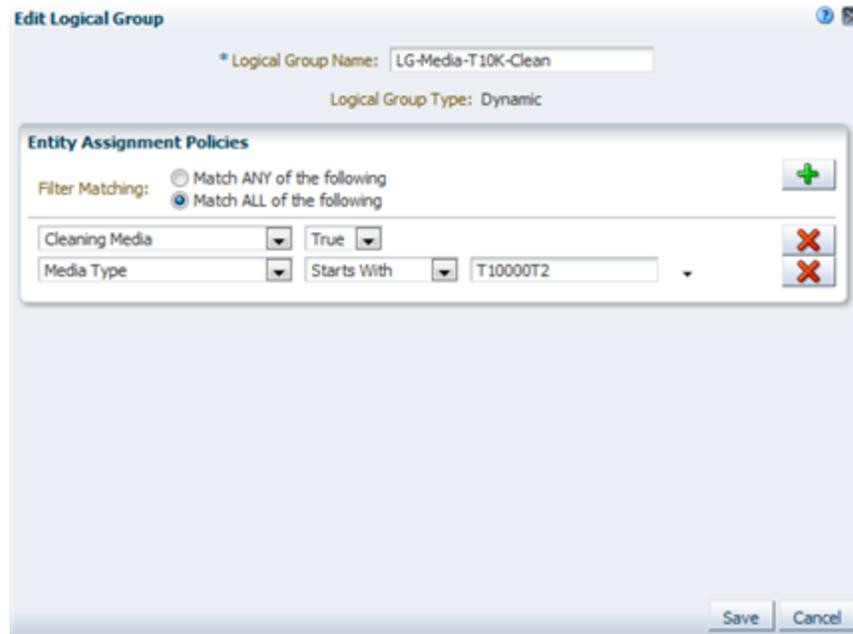 Edit Logical Group
* Logical Group Name: LG-Media-T10K-Clean
Logical Group Type: Dynamic
Entity Assignment Policies
Filter Matching:
Match ANY of the following
Match ALL of the following
Cleaning Media True
Media Type Starts With T10000T2
Save Cancel